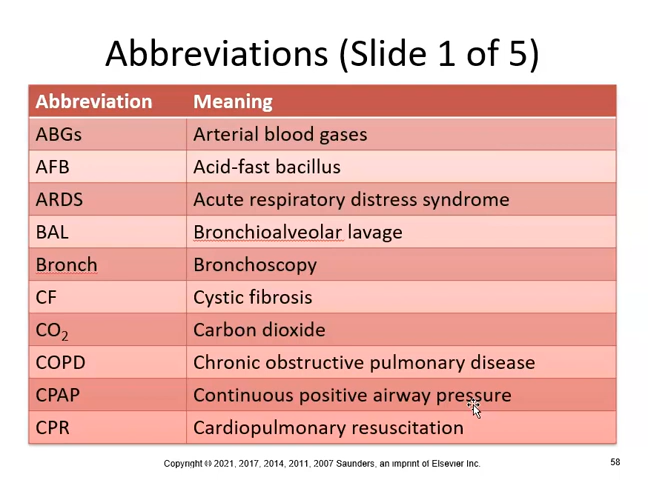 Abbreviations (Slide 1 of 5)
Abbreviation Meaning
ABGs Arterial blood gases
AFB Acid-fast bacillus
ARDS Acute respiratory distress syndrome
BAL Bronchioalveolar lavage
Bronch Bronchoscopy
CF Cystic fibrosis
CO₂ Carbon dioxide
COPD Chronic obstructive pulmonary disease
CPAP Continuous positive airway pressure
CPR Cardiopulmonary resuscitation
Copyright © 2021, 2017, 2014, 2011, 2007 Saunders, an imprint of Elsevier Inc. 58